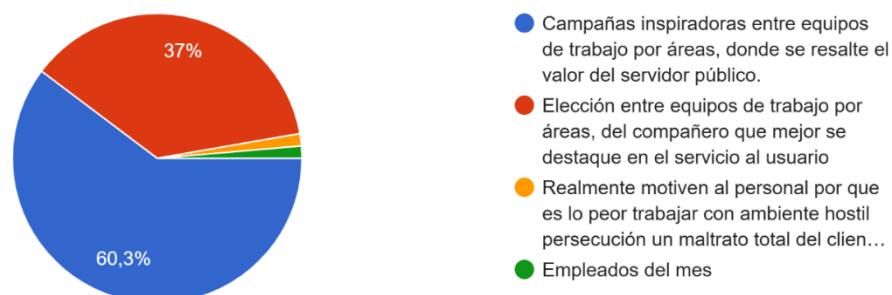 37%
60,3%
Campañas inspiradoras entre equipos
de trabajo por áreas, donde se resalte el
valor del servidor público.
Elección entre equipos de trabajo por
áreas, del compañero que mejor se
destaque en el servicio al usuario
Realmente motiven al personal por que
es lo peor trabajar con ambiente hostil
persecución un maltrato total del clien…
Empleados del mes